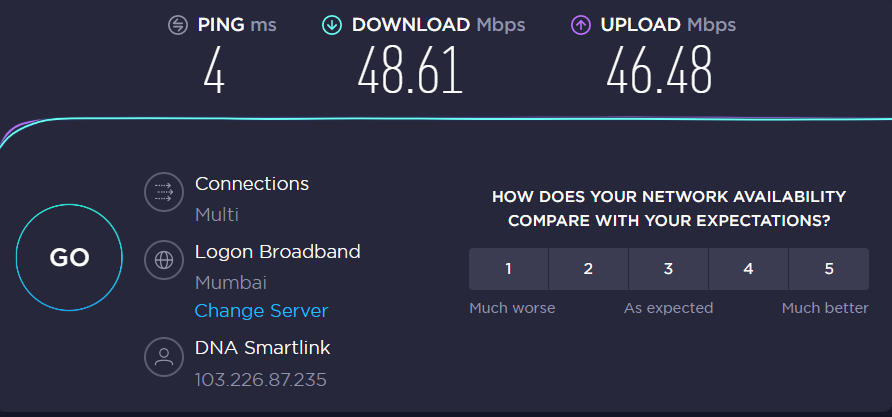 PING ms
DOWNLOAD Mbps
UPLOAD Mbps
4
48.61
46.48
GO
Connections
Multi
Logon Broadband
Mumbai
Change Server
DNA Smartlink
103.226.87.235
HOW DOES YOUR NETWORK AVAILABILITY
COMPARE WITH YOUR EXPECTATIONS?
1 2 3 4 5
Much worse As expected Much better